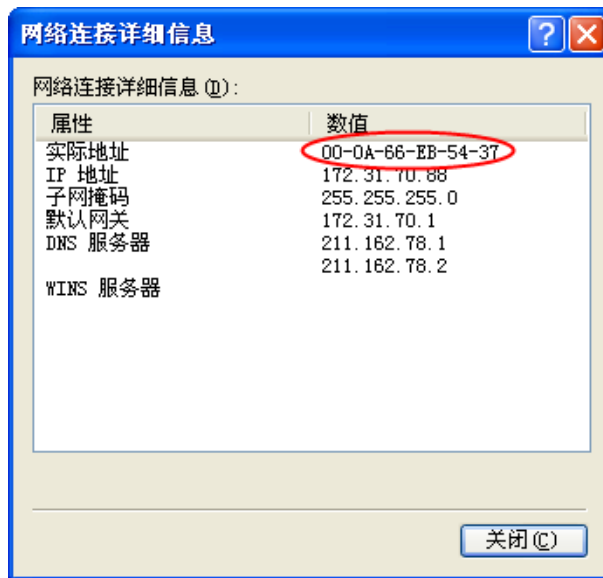 网络连接详细信息
网络连接详细信息(D):
属性 数值
实际地址 00-0A-66-EB-54-37
IP 地址 172.31.70.88
子网掩码 255.255.255.0
默认网关 172.31.70.1
DNS 服务器 211.162.78.1
211.162.78.2
WINS 服务器
关闭(C)